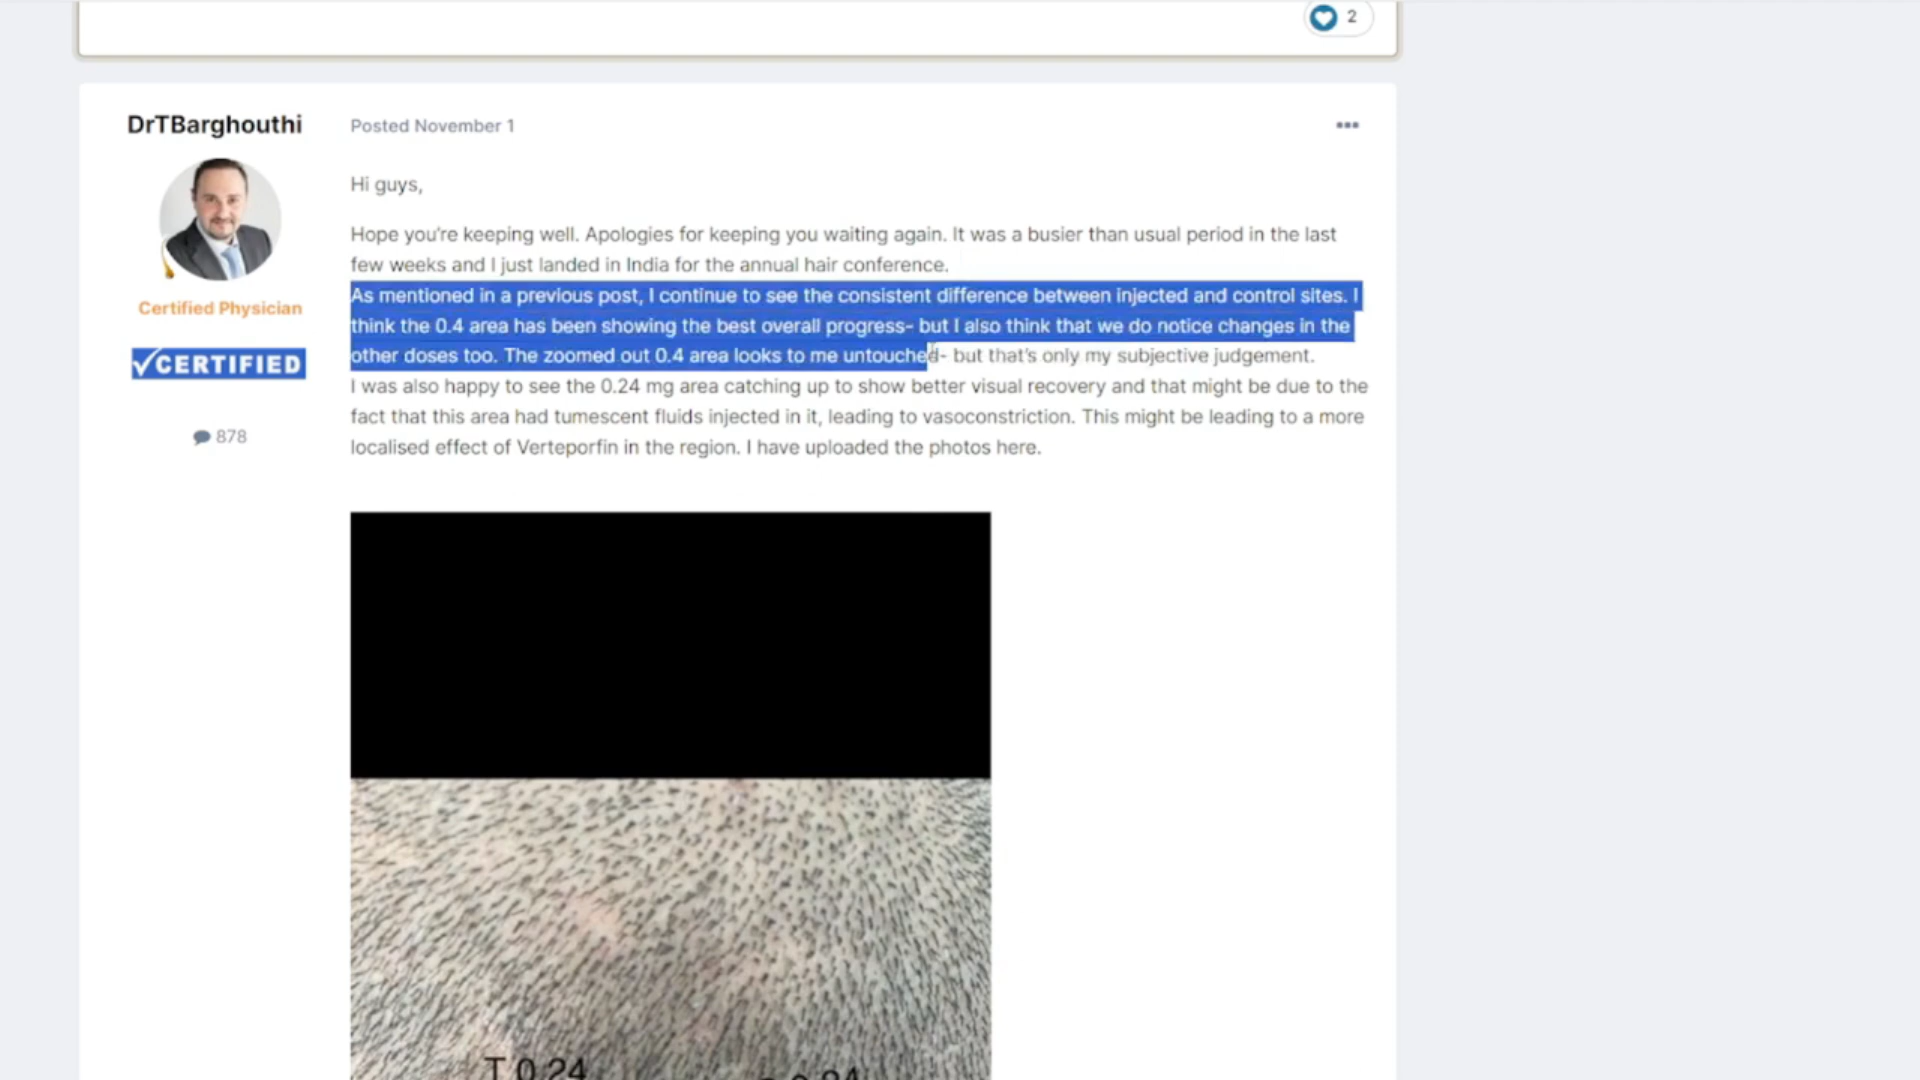 2
DrTBarghouthi
Posted November 1
Certified Physician
CERTIFIED
878
Hi guys,
Hope you're keeping well. Apologies for keeping you waiting again. It was a busier than usual period in the last
few weeks and I just landed in India for the annual hair conference.
As mentioned in a previous post, I continue to see the consistent difference between injected and control sites. I
think the 0.4 area has been showing the best overall progress- but I also think that we do notice changes in the
other doses too. The zoomed out 0.4 area looks to me untouched- but that's only my subjective judgement.
I was also happy to see the 0.24 mg area catching up to show better visual recovery and that might be due to the
fact that this area had tumescent fluids injected in it, leading to vasoconstriction. This might be leading to a more
localised effect of Verteporfin in the region. I have uploaded the photos here.
T 0.24